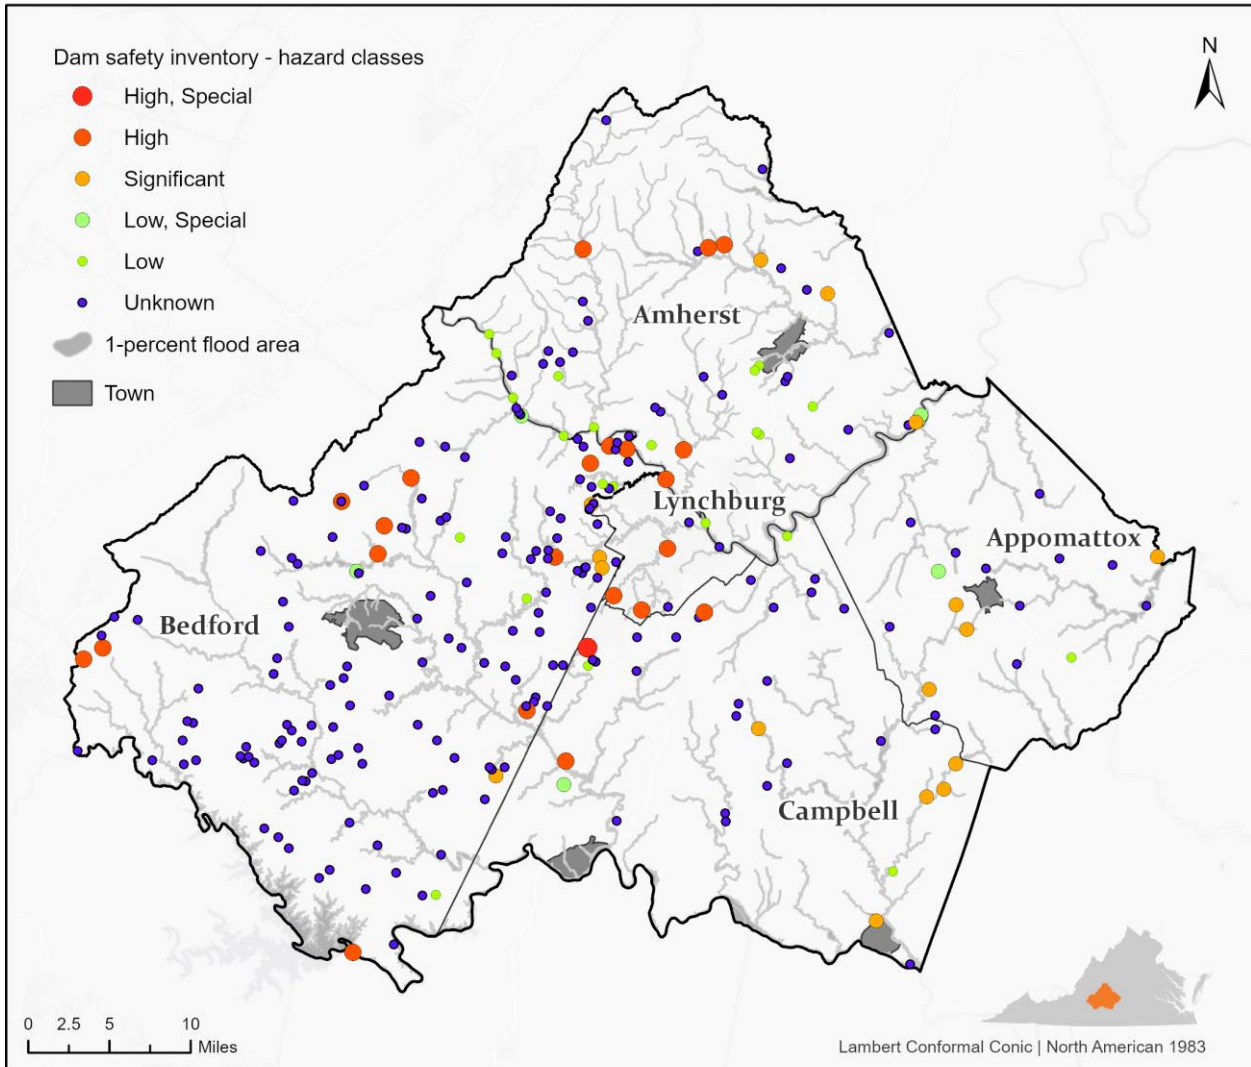 Dam safety inventory - hazard classes
High, Special
High
Significant
Low, Special
Low
Unknown
1-percent flood area
Town
N
Amherst
Lynchburg
Appomattox
Bedford
Campbell
0 2.5 5 10
Miles
Lambert Conformal Conic | North American 1983